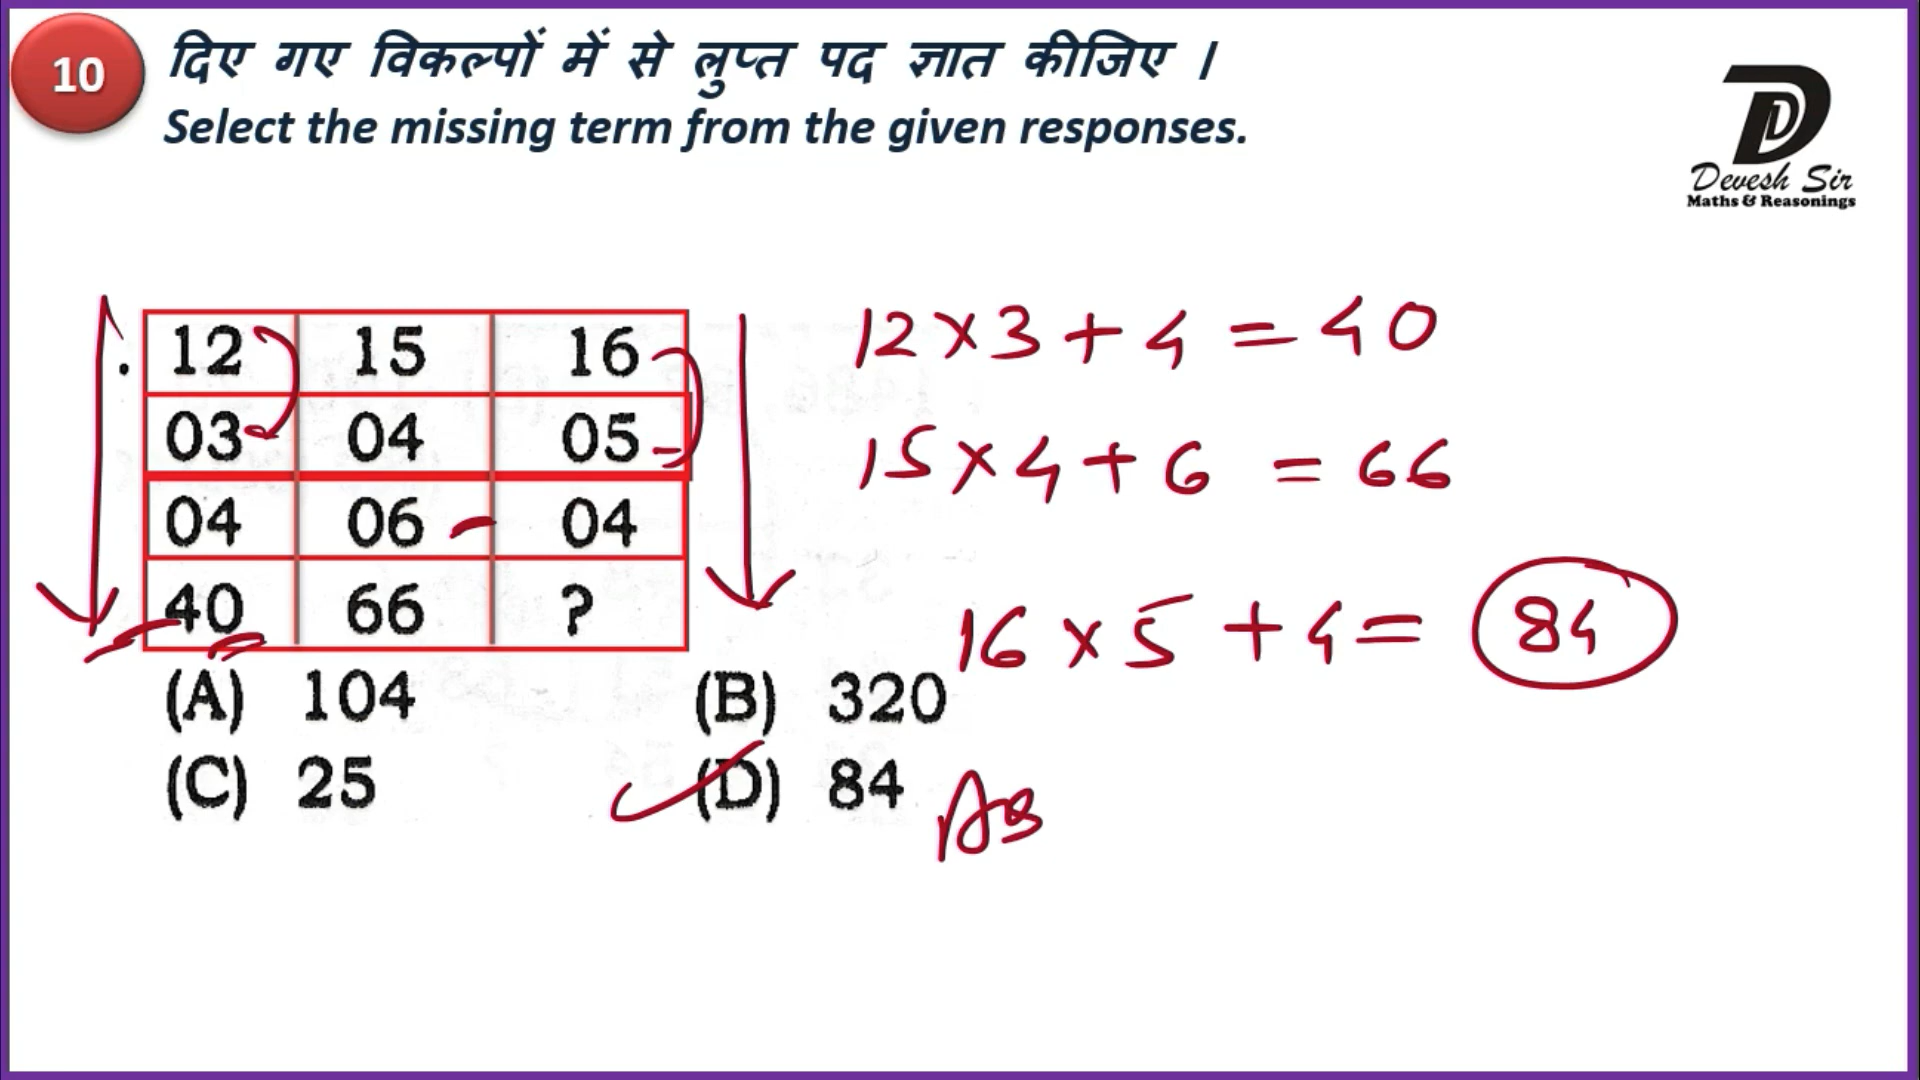 10
दिए गए विकल्पों में से लुप्त पद ज्ञात कीजिए ।
Select the missing term from the given responses.
D
Devesh Sir
Maths & Reasonings
. 12 15 16
03 04 05
04 06 04
40 66 ?
(A) 104 (B) 320
(C) 25 (D) 84
12 × 3 + 4 = 40
15 × 4 + 6 = 66
16 × 5 + 4 = 84